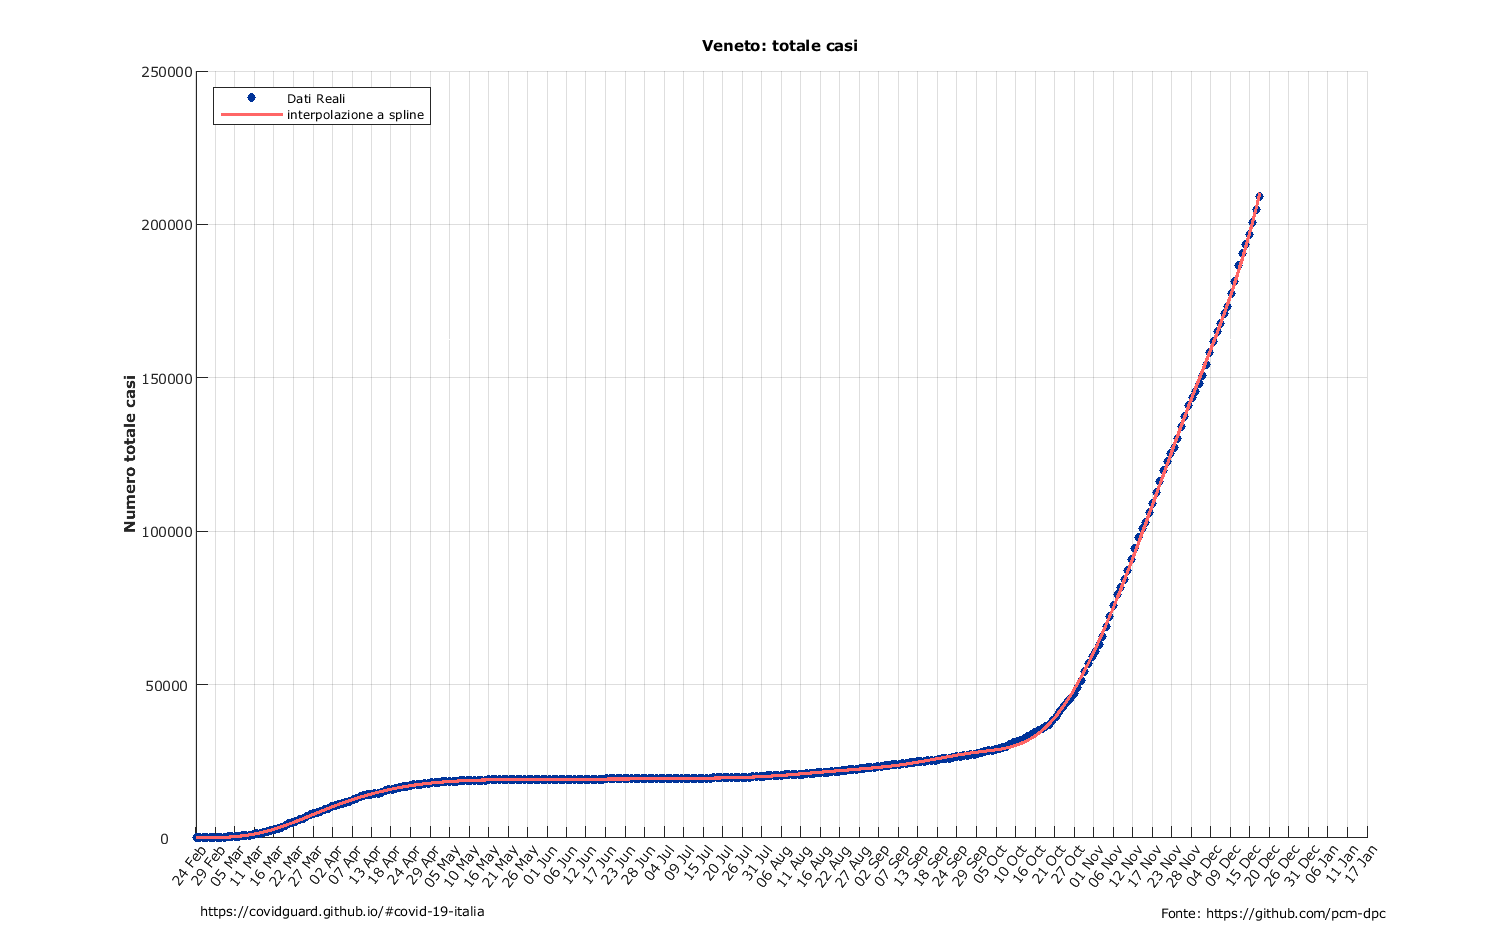 Veneto: totale casi
250000
Dati Reali
interpolazione a spline
200000
150000
Numero totale casi
100000
50000
0
24 Feb
29 Feb
05 Mar
11 Mar
16 Mar
22 Mar
27 Mar
02 Apr
07 Apr
13 Apr
18 Apr
24 Apr
29 Apr
05 May
10 May
16 May
21 May
26 May
01 Jun
06 Jun
12 Jun
17 Jun
23 Jun
28 Jun
04 Jul
09 Jul
15 Jul
20 Jul
26 Jul
31 Jul
06 Aug
11 Aug
16 Aug
22 Aug
27 Aug
02 Sep
07 Sep
13 Sep
18 Sep
24 Sep
29 Sep
05 Oct
10 Oct
16 Oct
21 Oct
27 Oct
01 Nov
06 Nov
12 Nov
17 Nov
23 Nov
28 Nov
04 Dec
09 Dec
15 Dec
20 Dec
26 Dec
31 Dec
06 Jan
11 Jan
17 Jan
https://covidguard.github.io/#covid-19-italia
Fonte: https://github.com/pcm-dpc